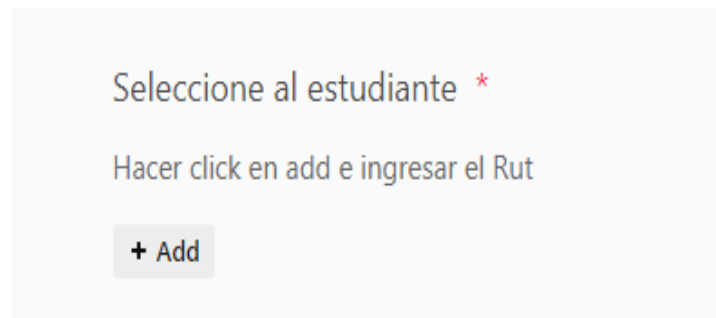 Seleccione al estudiante *
Hacer click en add e ingresar el Rut
+ Add